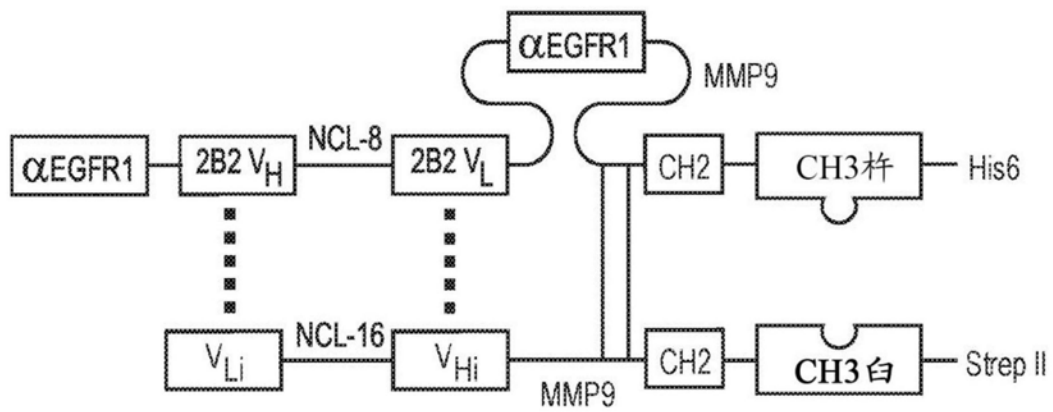 αEGFR1
MMP9
αEGFR1
2B2 VH
NCL-8
2B2 VL
CH2
CH3杵
His6
VLi
NCL-16
VHi
MMP9
CH2
CH3臼
Strep II